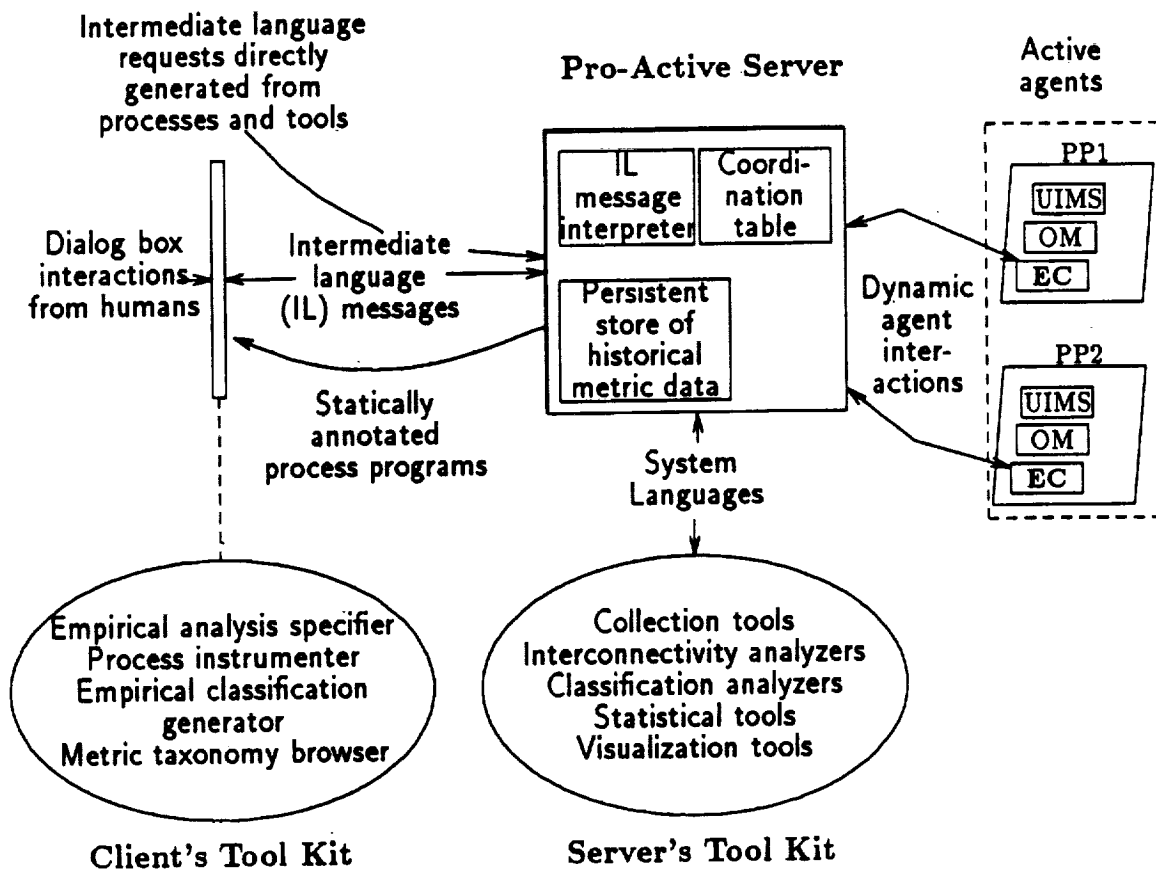 Intermediate language
requests directly
generated from
processes and tools
Pro-Active Server
Active
agents
IL
message
interpreter
Coordi-
nation
table
PP1
UIMS
OM
EC
Dialog box
interactions
from humans
Intermediate
language
(IL) messages
Persistent
store of
historical
metric data
Dynamic
agent
inter-
actions
PP2
UIMS
OM
EC
Statically
annotated
process programs
System
Languages
Empirical analysis specifier
Process instrumenter
Empirical classification
generator
Metric taxonomy browser
Collection tools
Interconnectivity analyzers
Classification analyzers
Statistical tools
Visualization tools
Client's Tool Kit
Server's Tool Kit